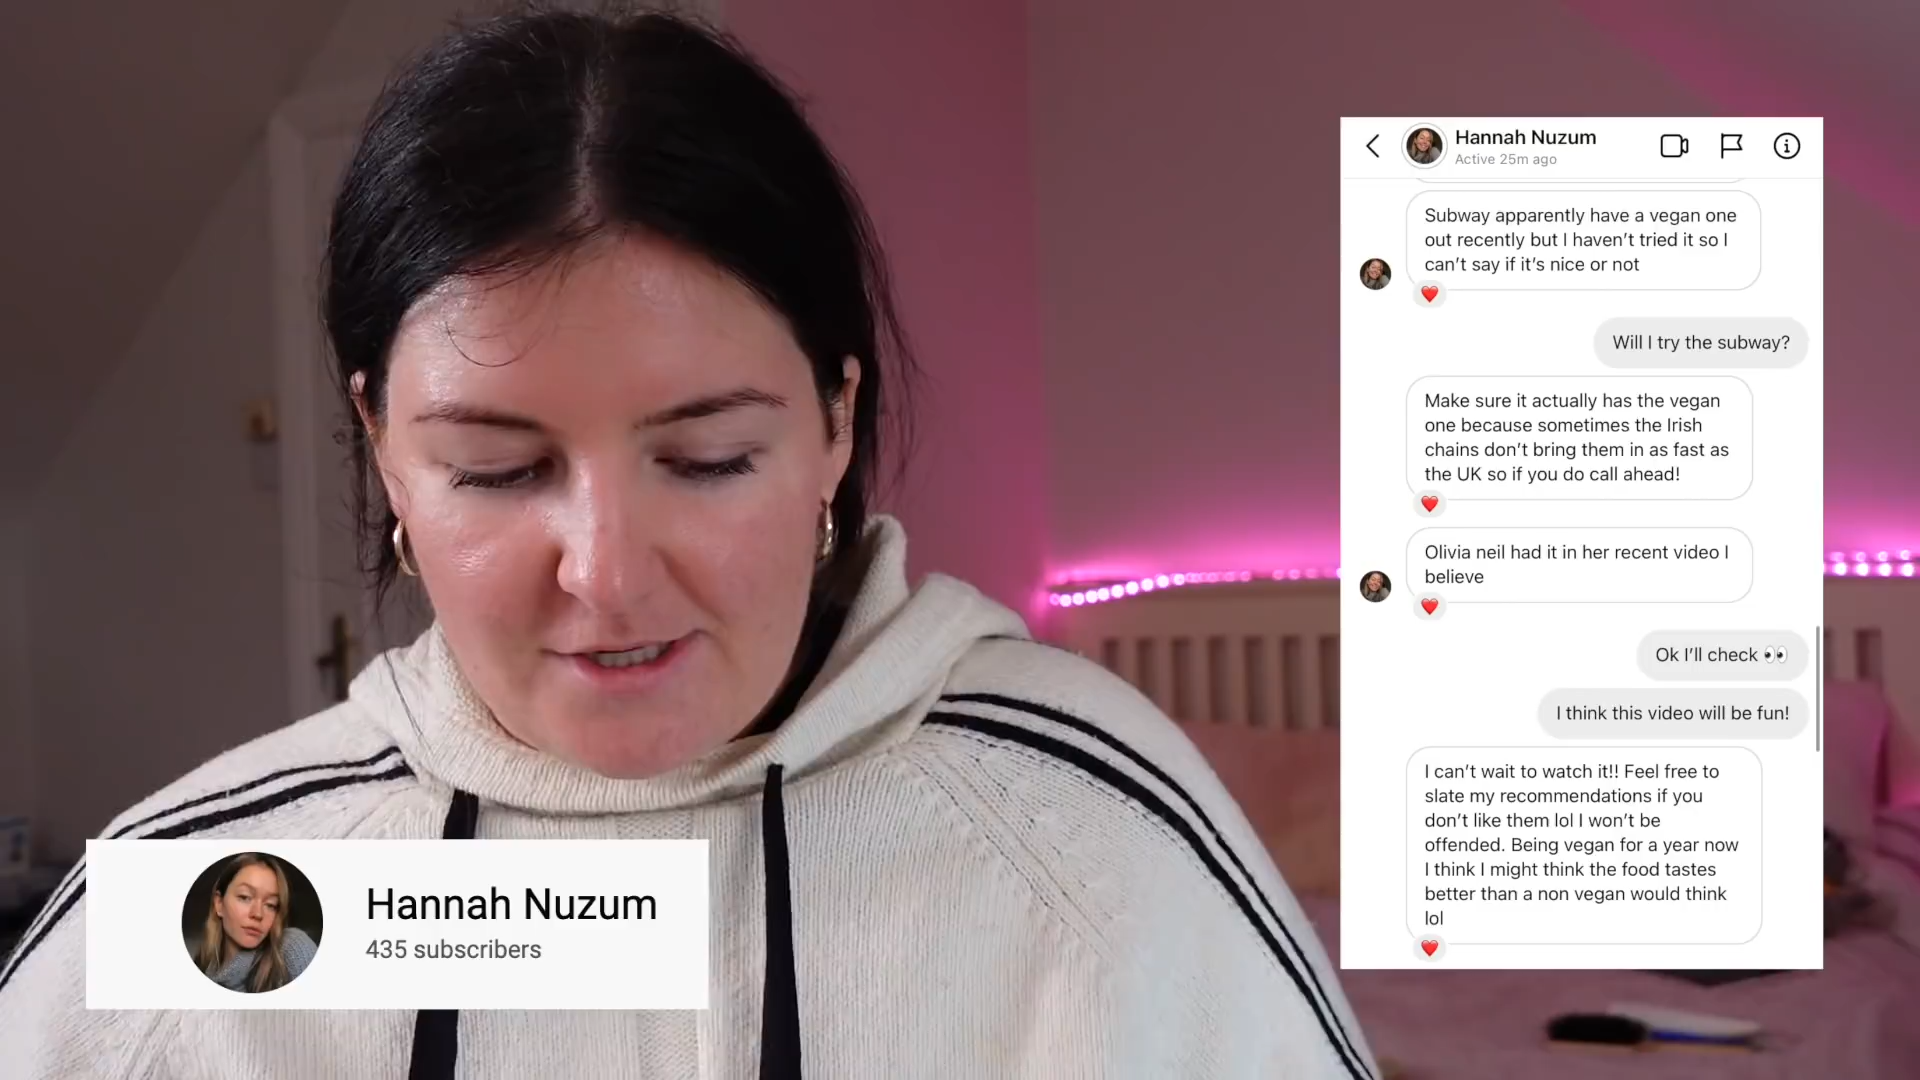 Hannah Nuzum
Active 25m ago
Subway apparently have a vegan one
out recently but I haven’t tried it so I
can’t say if it’s nice or not
❤️
Will I try the subway?
Make sure it actually has the vegan
one because sometimes the Irish
chains don’t bring them in as fast as
the UK so if you do call ahead!
❤️
Olivia neil had it in her recent video I
believe
❤️
Ok I’ll check 👀
I think this video will be fun!
I can’t wait to watch it!! Feel free to
slate my recommendations if you
don’t like them lol I won’t be
offended. Being vegan for a year now
I think I might think the food tastes
better than a non vegan would think
lol
❤️
Hannah Nuzum
435 subscribers